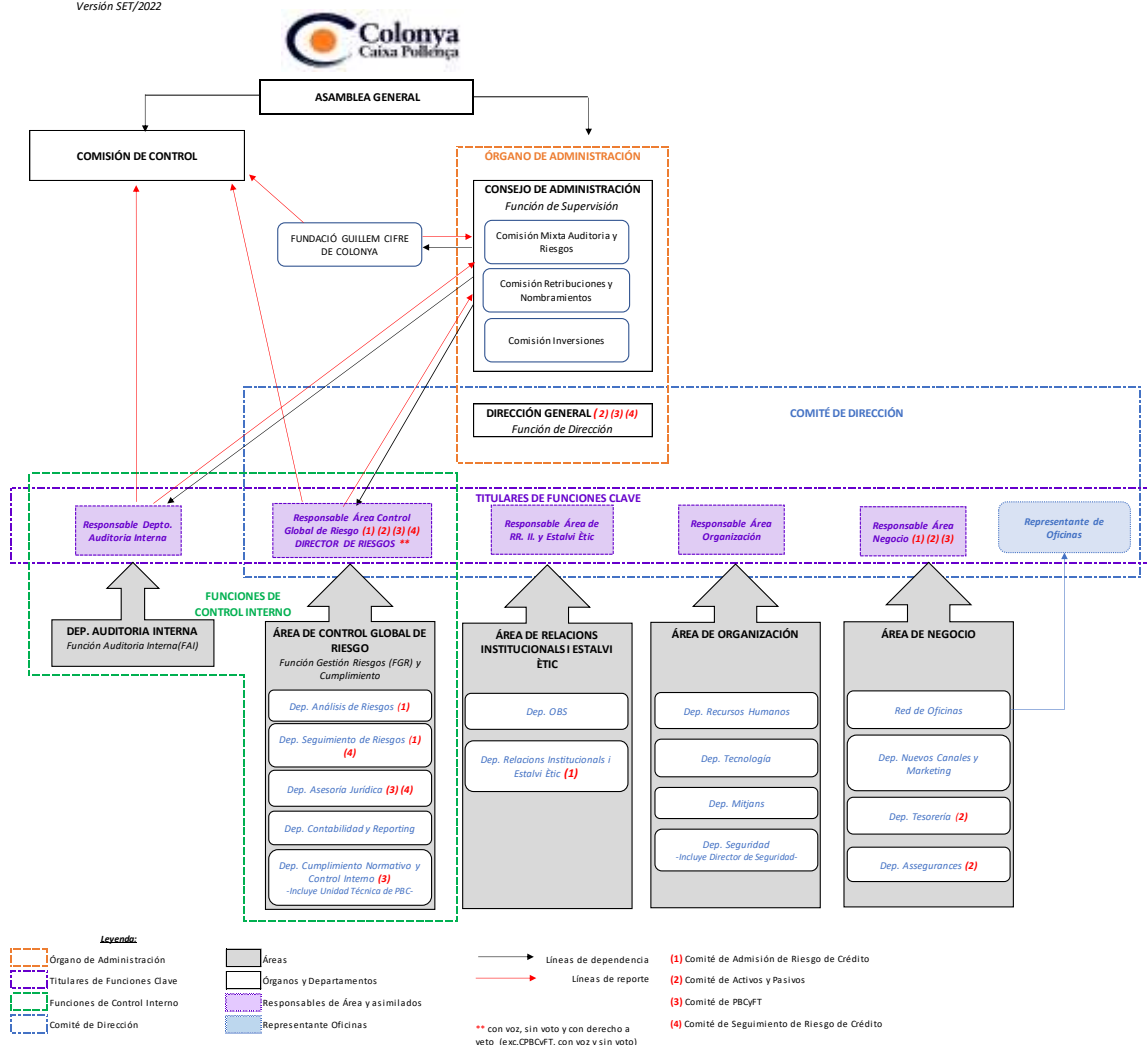 Versión SET/2022
Colonya
Caixa Pollença
ASAMBLEA GENERAL
COMISIÓN DE CONTROL
ÓRGANO DE ADMINISTRACIÓN
CONSEJO DE ADMINISTRACIÓN
Función de Supervisión
Comisión Mixta Auditoria y
Riesgos
FUNDACIÓ GUILLEM CIFRE
DE COLONYA
Comisión Retribuciones y
Nombramientos
Comisión Inversiones
DIRECCIÓN GENERAL (2) (3) (4)
Función de Dirección
COMITÉ DE DIRECCIÓN
TITULARES DE FUNCIONES CLAVE
Responsable Depto.
Auditoria Interna
Responsable Área Control
Global de Riesgo (1) (2) (3) (4)
DIRECTOR DE RIESGOS **
Responsable Área de
RR. II. y Estalvi Ètic
Responsable Área
Organización
Responsable Área
Negocio (1) (2) (3)
Representante de
Oficinas
FUNCIONES DE
CONTROL INTERNO
DEP. AUDITORIA INTERNA
Función Auditoria Interna(FAI)
ÁREA DE CONTROL GLOBAL DE
RIESGO
Función Gestión Riesgos (FGR) y
Cumplimiento
Dep. Análisis de Riesgos (1)
Dep. Seguimiento de Riesgos (1)
(4)
Dep. Asesoría Jurídica (3) (4)
Dep. Contabilidad y Reporting
Dep. Cumplimiento Normativo y
Control Interno (3)
-Incluye Unidad Técnica de PBC-
ÁREA DE RELACIONS
INSTITUCIONALS I ESTALVI
ÈTIC
Dep. OBS
Dep. Relacions Institucionals i
Estalvi Ètic (1)
ÁREA DE ORGANIZACIÓN
Dep. Recursos Humanos
Dep. Tecnología
Dep. Mitjans
Dep. Seguridad
-Incluye Director de Seguridad-
ÁREA DE NEGOCIO
Red de Oficinas
Dep. Nuevos Canales y
Marketing
Dep. Tesorería (2)
Dep. Assegurances (2)
Leyenda:
Órgano de Administración
Titulares de Funciones Clave
Funciones de Control Interno
Comité de Dirección
Áreas
Órganos y Departamentos
Responsables de Área y asimilados
Representante Oficinas
Líneas de dependencia
Líneas de reporte
** con voz, sin voto y con derecho a
veto (exc.CPBCyFT, con voz y sin voto)
(1) Comité de Admisión de Riesgo de Crédito
(2) Comité de Activos y Pasivos
(3) Comité de PBCyFT
(4) Comité de Seguimiento de Riesgo de Crédito